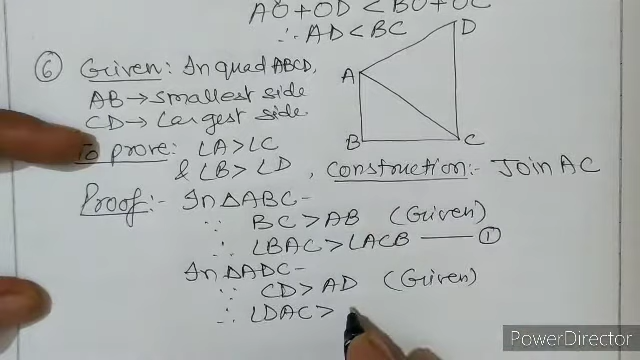 AO+OD < BO+OC
∴ AD < BC
⑥ Given: In quad ABCD,
AB → smallest side
CD → Largest side.
To prove: ∠A > ∠C
& ∠B > ∠D , Construction:- Join AC
Proof:- In △ABC-
∵ BC > AB (Given)
∴ ∠BAC > ∠ACB —— ①
In △ADC-
∵ CD > AD (Given)
∴ ∠DAC >
A
B
C
D
PowerDirector